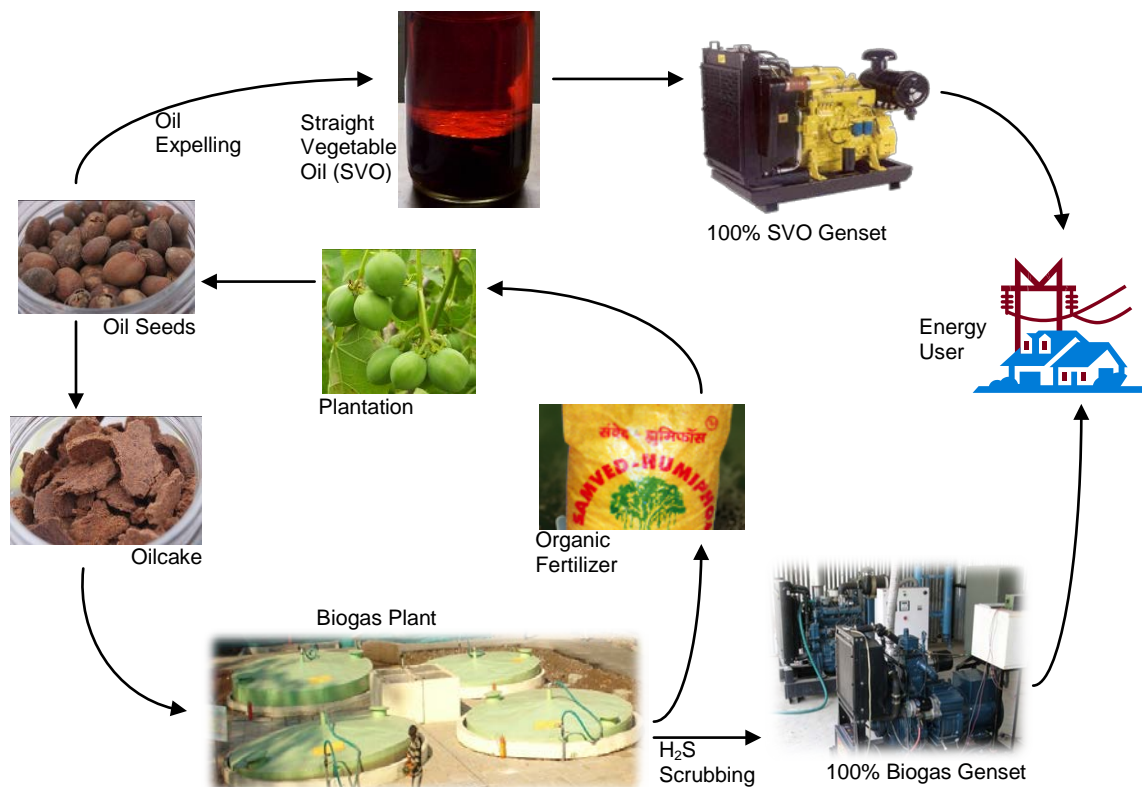 Oil
Expelling
Straight
Vegetable
Oil (SVO)
100% SVO Genset
Oil Seeds
Plantation
Energy
User
Oilcake
संवेद - ह्युमिफॉस
SAMVED-HUMIPHOS
Organic
Fertilizer
Biogas Plant
H₂S
Scrubbing
100% Biogas Genset